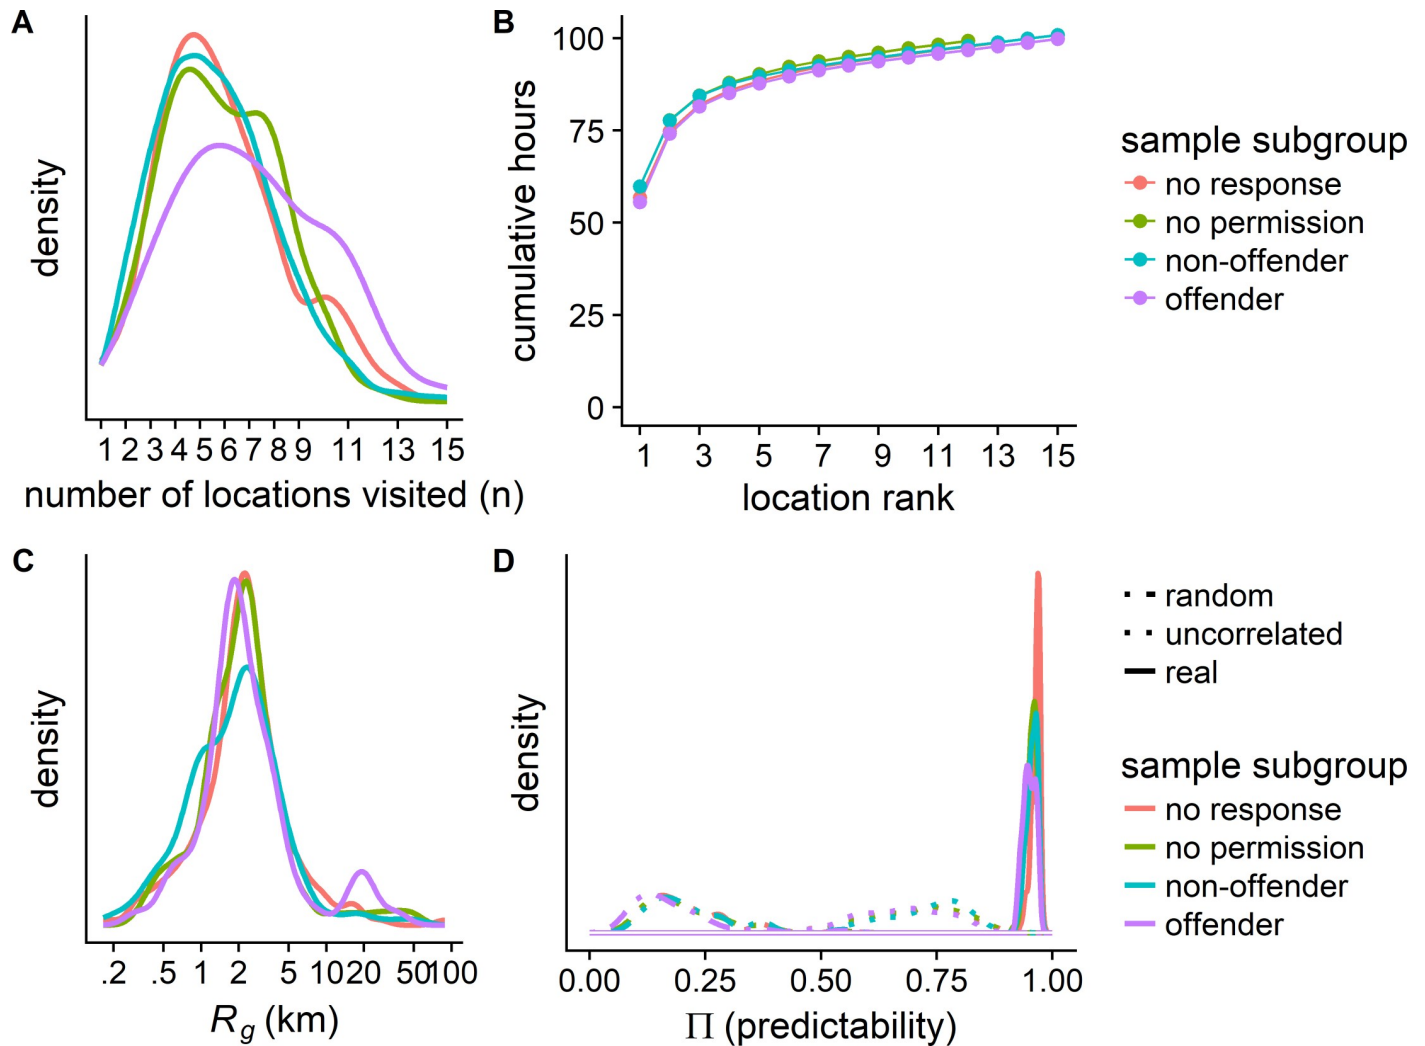 A
density
1 2 3 4 5 6 7 8 9 11 13 15
number of locations visited (n)
B
cumulative hours
100
75
50
25
0
1 3 5 7 9 11 13 15
location rank
sample subgroup
no response
no permission
non-offender
offender
C
density
.2 .5 1 2 5 10 20 50 100
Rg (km)
D
density
0.00 0.25 0.50 0.75 1.00
Π (predictability)
random
uncorrelated
real
sample subgroup
no response
no permission
non-offender
offender